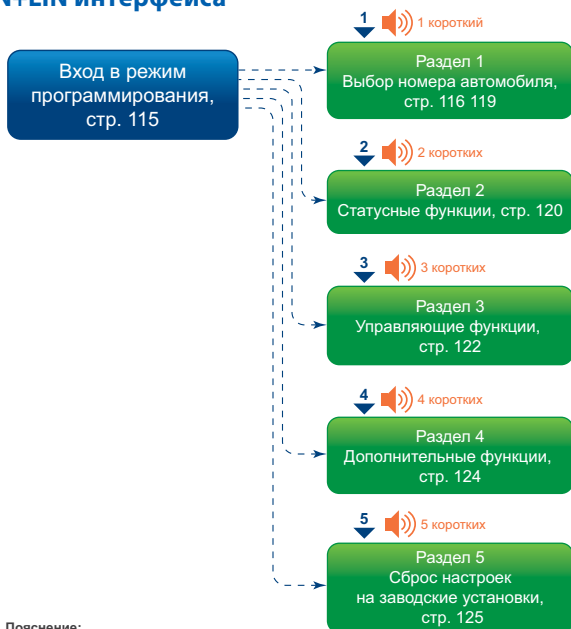 N+LIN интерфейса
1 1 короткий
Вход в режим
программирования,
стр. 115
Раздел 1
Выбор номера автомобиля,
стр. 116 119
2 2 коротких
Раздел 2
Статусные функции, стр. 120
3 3 коротких
Раздел 3
Управляющие функции,
стр. 122
4 4 коротких
Раздел 4
Дополнительные функции,
стр. 124
5 5 коротких
Раздел 5
Сброс настроек
на заводские установки,
стр. 125
Пояснение: